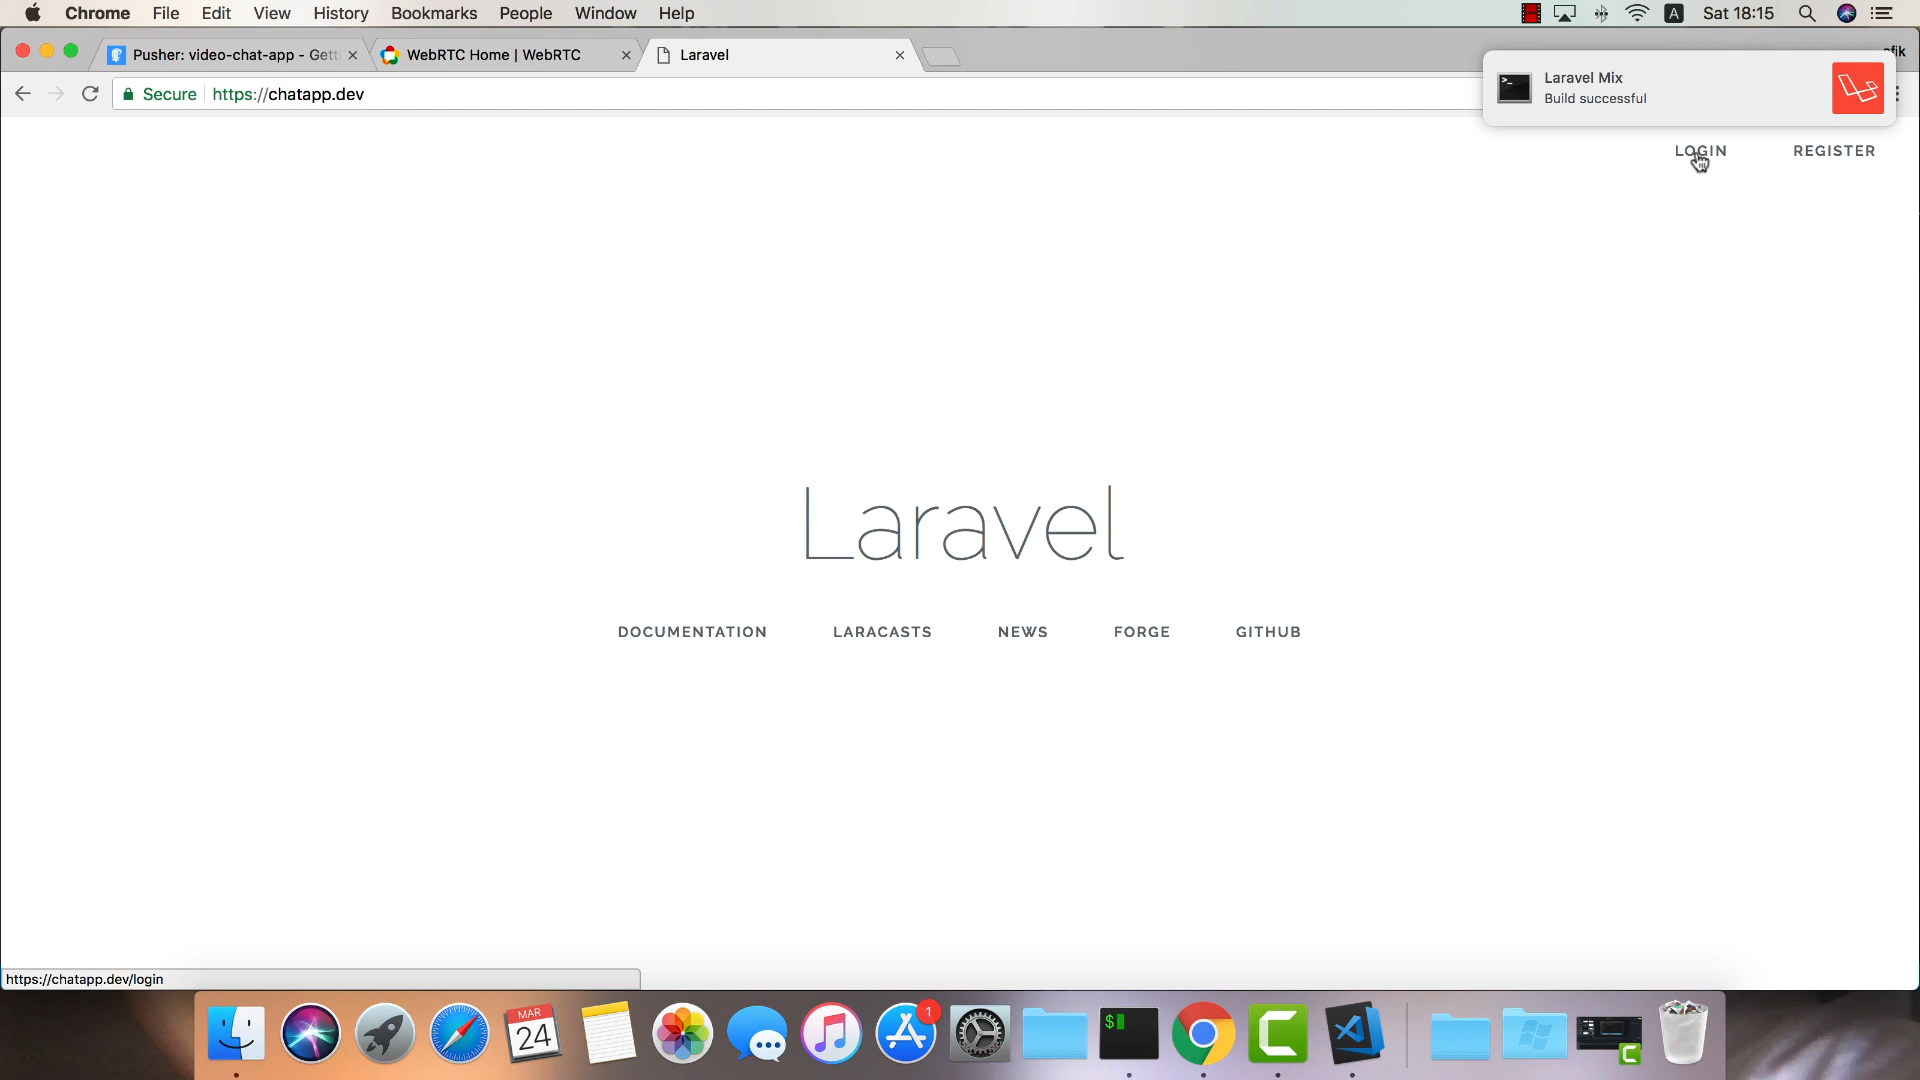 Chrome File Edit View History Bookmarks People Window Help A Sat 18:15
Pusher: video-chat-app - Getti WebRTC Home | WebRTC Laravel
Secure https://chatapp.dev
Laravel Mix
Build successful
LOGIN REGISTER
Laravel
DOCUMENTATION LARACASTS NEWS FORGE GITHUB
https://chatapp.dev/login
MAR
24
1
$